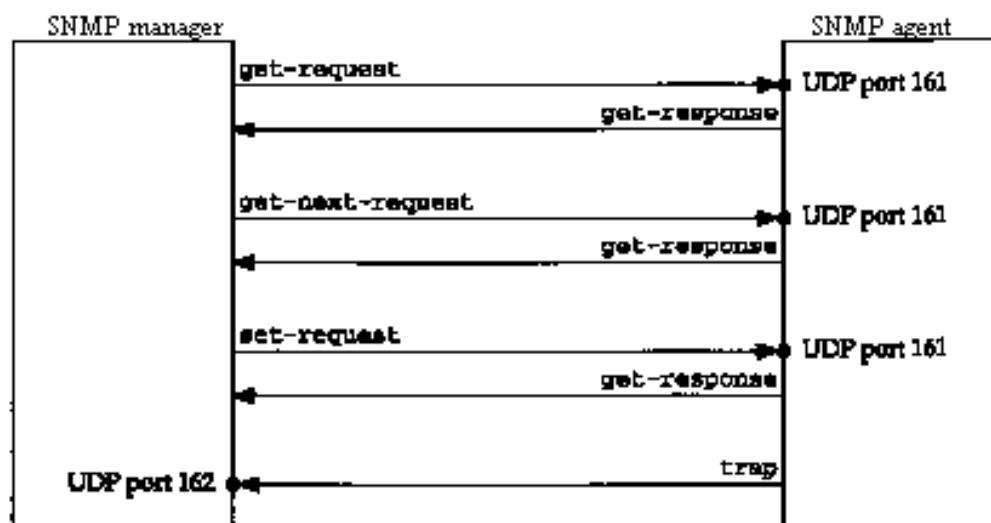 SNMP manager
SNMP agent
get-request
UDP port 161
get-response
get-next-request
UDP port 161
get-response
set-request
UDP port 161
get-response
trap
UDP port 162